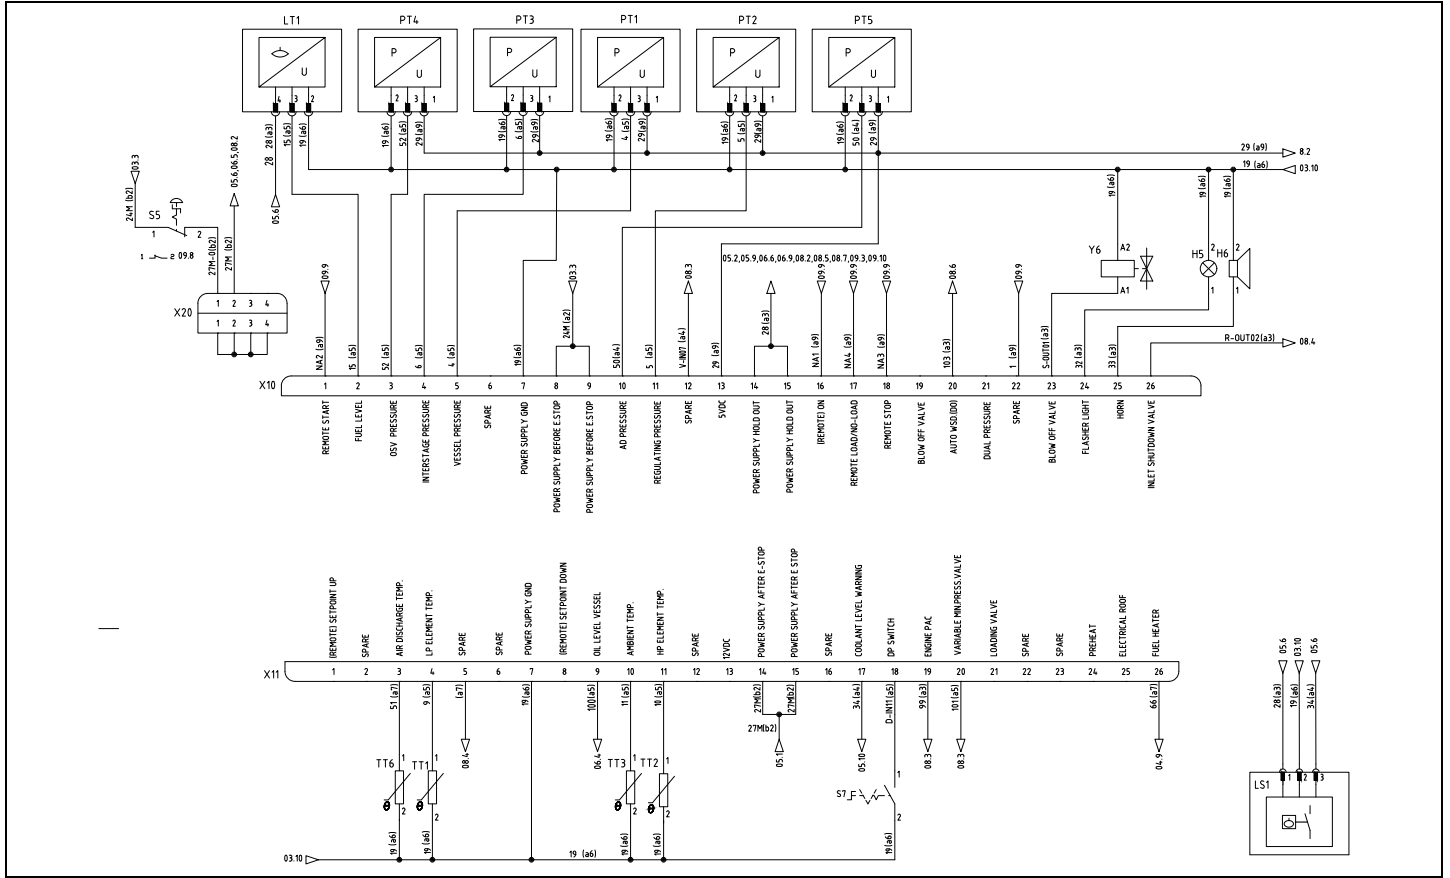 LT1 PT4 PT3 PT1 PT2 PT5
P P P P P
U U U U U U
4 3 2 2 3 1 2 3 1 2 3 1 2 3 1 2 3 1
28 28(a3) 15 (a5) 19 (a6) 19 (a6) 52 (a5) 29 (a9) 19 (a6) 6 (a5) 29(a9) 19 (a6) 4 (a5) 29(a9) 19 (a6) 5 (a5) 29(a9) 19 (a6) 50 (a4) 29 (a9)
29 (a9) 8.2
19 (a6) 03.10
03.3
24M (b2)
05.6,06.5,08.2
05.6
S5
1 2
1 2 09.8
27M-0(b2)
27M (b2)
19 (a6) 19 (a6) 19 (a6)
Y6 A2 A1
H5 2 1
H6 2 1
X20
1 2 3 4
1 2 3 4
05.2,05.9,06.6,06.9,08.2,08.5,08.7,09.3,09.10
09.9 03.3 08.3 09.9 09.9 09.9 08.6 09.9
R-OUT02(a3) 08.4
NA2 (a9) 15 (a5) 52 (a5) 6 (a5) 4 (a5) 19(a6) 24M (a2) 50(a4) 5 (a5) V-IN07 (a4) 29 (a9) 28 (a3) NA1 (a9) NA4 (a9) NA3 (a9) 103 (a3) 1 (a9) S-OUT01(a3) 32(a3) 33 (a3)
X10
1 2 3 4 5 6 7 8 9 10 11 12 13 14 15 16 17 18 19 20 21 22 23 24 25 26
REMOTE START
FUEL LEVEL
OSV PRESSURE
INTERSTAGE PRESSURE
VESSEL PRESSURE
SPARE
POWER SUPPLY GND
POWER SUPPLY BEFORE E.STOP
POWER SUPPLY BEFORE E.STOP
AD PRESSURE
REGULATING PRESSURE
SPARE
5VDC
POWER SUPPLY HOLD OUT
POWER SUPPLY HOLD OUT
(REMOTE) ON
REMOTE LOAD/NO-LOAD
REMOTE STOP
BLOW OFF VALVE
AUTO WSD.(DO)
DUAL PRESSURE
SPARE
BLOW OFF VALVE
FLASHER LIGHT
HORN
INLET SHUTDOWN VALVE
(REMOTE) SETPOINT UP
SPARE
AIR DISCHARGE TEMP.
LP ELEMENT TEMP.
SPARE
SPARE
POWER SUPPLY GND
(REMOTE) SETPOINT DOWN
OIL LEVEL VESSEL
AMBIENT TEMP.
HP ELEMENT TEMP.
SPARE
12VDC
POWER SUPPLY AFTER E-STOP
POWER SUPPLY AFTER E STOP
SPARE
COOLANT LEVEL WARNING
DP SWITCH
ENGINE PAC
VARIABLE MIN.PRESS.VALVE
LOADING VALVE
SPARE
SPARE
PREHEAT
ELECTRICAL ROOF
FUEL HEATER
X11
1 2 3 4 5 6 7 8 9 10 11 12 13 14 15 16 17 18 19 20 21 22 23 24 25 26
51 (a7) 9 (a5) (a7) 19(a6) 100(a5) 11 (a5) 10 (a5) 27M(b2) 27M(b2) 34 (a4) D-IN11(a5) 99 (a3) 101(a5) 66 (a7)
27M(b2)
08.4 06.4 05.1 05.10 08.3 08.3 04.9
TT6 1 2
TT1 1 2
TT3 1 2
TT2 1 2
S7 1 2
19 (a6) 19 (a6) 19 (a6) 19 (a6) 19 (a6)
03.10 19 (a6)
05.6 03.10 05.6
28(a3) 19(a6) 34 (a4)
LS1 1 2 3